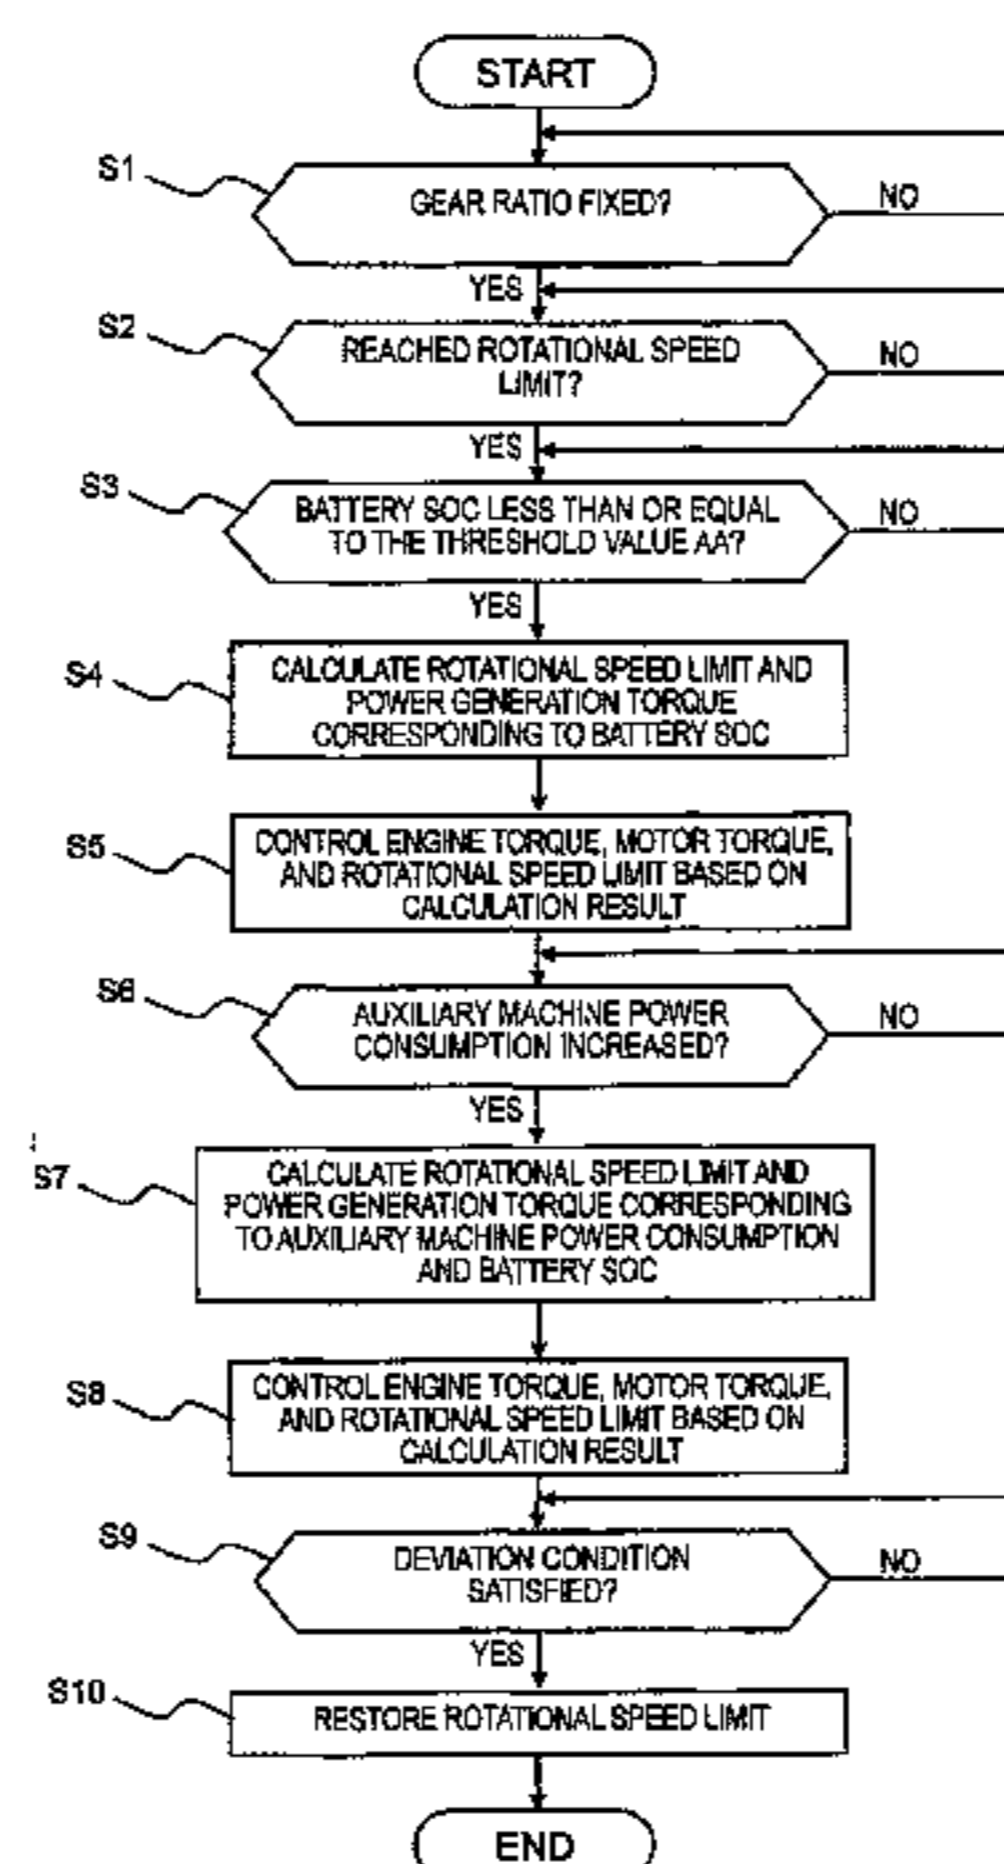 START
S1
GEAR RATIO FIXED?
NO
YES
S2
REACHED ROTATIONAL SPEED
LIMIT?
NO
YES
S3
BATTERY SOC LESS THAN OR EQUAL
TO THE THRESHOLD VALUE AA?
NO
YES
S4
CALCULATE ROTATIONAL SPEED LIMIT AND
POWER GENERATION TORQUE
CORRESPONDING TO BATTERY SOC
S5
CONTROL ENGINE TORQUE, MOTOR TORQUE,
AND ROTATIONAL SPEED LIMIT BASED ON
CALCULATION RESULT
S6
AUXILIARY MACHINE POWER
CONSUMPTION INCREASED?
NO
YES
S7
CALCULATE ROTATIONAL SPEED LIMIT AND
POWER GENERATION TORQUE CORRESPONDING
TO AUXILIARY MACHINE POWER CONSUMPTION
AND BATTERY SOC
S8
CONTROL ENGINE TORQUE, MOTOR TORQUE,
AND ROTATIONAL SPEED LIMIT BASED ON
CALCULATION RESULT
S9
DEVIATION CONDITION
SATISFIED?
NO
YES
S10
RESTORE ROTATIONAL SPEED LIMIT
END